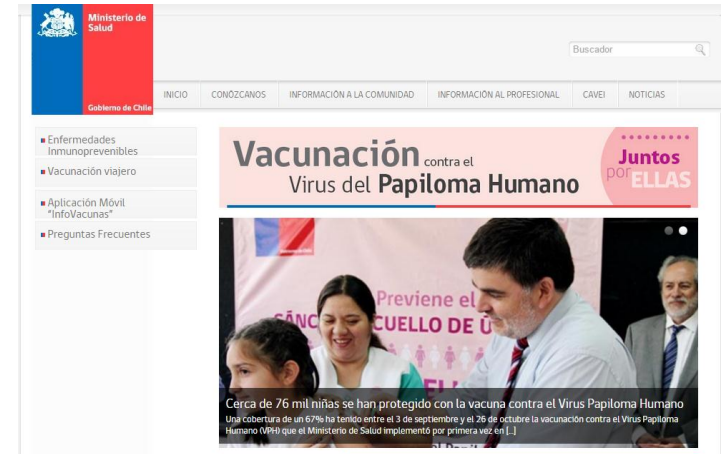 Ministerio de
Salud
Gobierno de Chile
Buscador
INICIO
CONÓZCANOS
INFORMACIÓN A LA COMUNIDAD
INFORMACIÓN AL PROFESIONAL
CAVEI
NOTICIAS
Enfermedades
Inmunoprevenibles
Vacunación viajero
Aplicación Móvil
"InfoVacunas"
Preguntas Frecuentes
Vacunación contra el
Virus del Papiloma Humano
Juntos
por ELLAS
Previene el
CUELLO DE
Cerca de 76 mil niñas se han protegido con la vacuna contra el Virus Papiloma Humano
Una cobertura de un 67% ha tenido entre el 3 de septiembre y el 26 de octubre la vacunación contra el Virus Papiloma
Humano (VPH) que el Ministerio de Salud implementó por primera vez en [...]